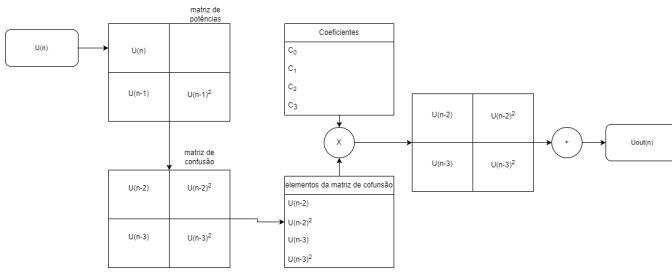 matriz de
potências
U(n)
U(n)
U(n-1)
U(n-1)²
matriz de
confusão
U(n-2)
U(n-2)²
U(n-3)
U(n-3)²
Coeficientes
C₀
C₁
C₂
C₃
X
elementos da matriz de cofunsão
U(n-2)
U(n-2)²
U(n-3)
U(n-3)²
U(n-2)
U(n-2)²
U(n-3)
U(n-3)²
+
Uout(n)